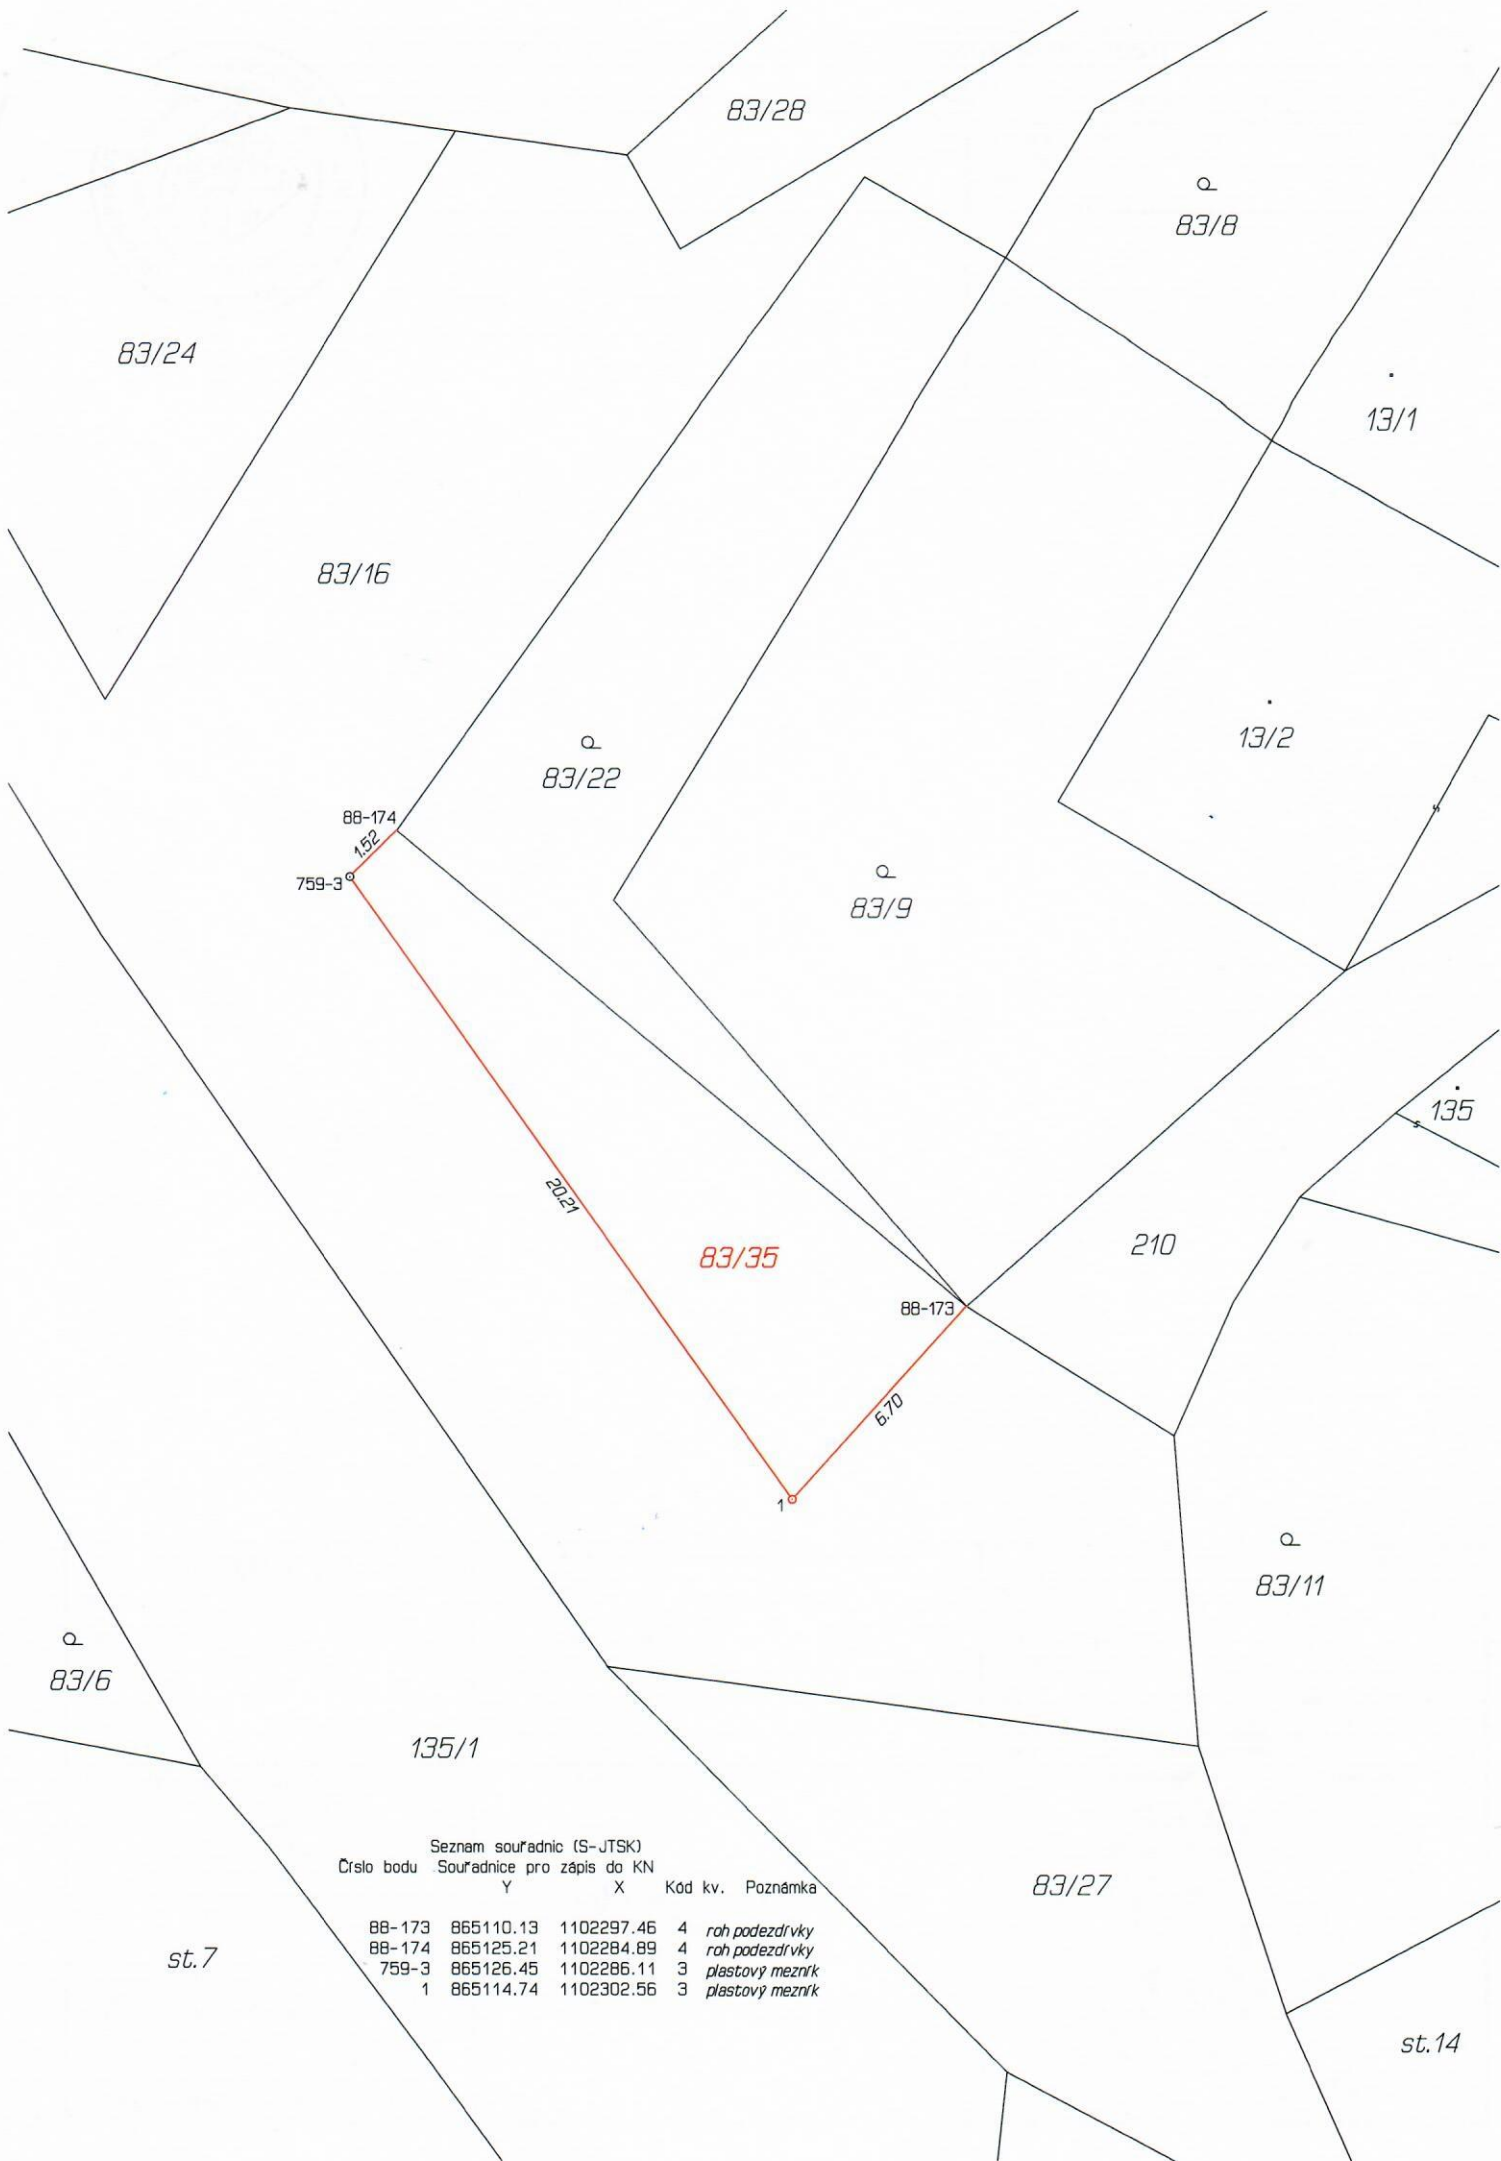 83/28
83/8
83/24
13/1
83/16
13/2
83/22
88-174
1.52
759-3
83/9
135
20.21
83/35
210
88-173
6.70
1
83/11
83/6
135/1
Seznam souřadnic (S-JTSK)
Číslo bodu Souřadnice pro zápis do KN
Y X Kód kv. Poznámka
88-173 865110.13 1102297.46 4 roh podezdívky
88-174 865125.21 1102284.89 4 roh podezdívky
759-3 865126.45 1102286.11 3 plastový mezník
1 865114.74 1102302.56 3 plastový mezník
83/27
st.7
st.14